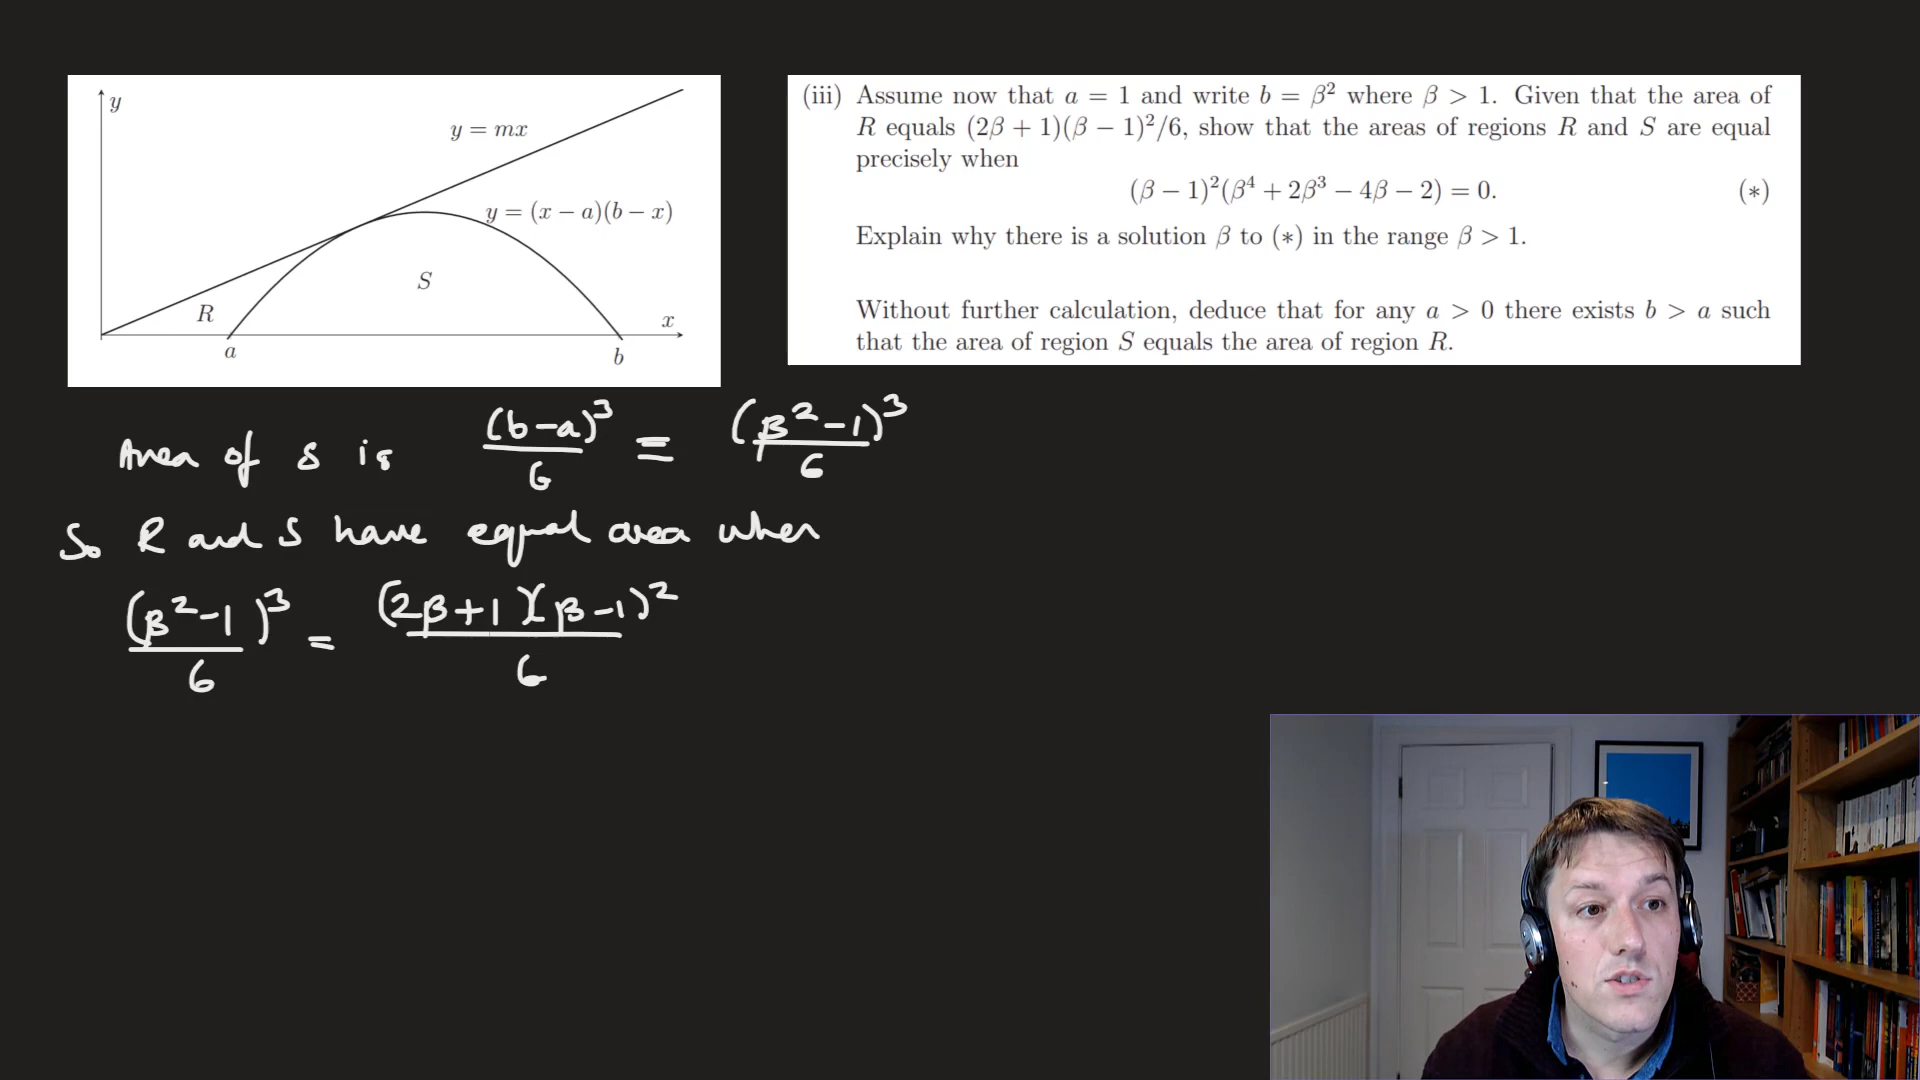 y
y = mx
y = (x − a)(b − x)
S
R
x
a
b
(iii) Assume now that a = 1 and write b = β² where β > 1. Given that the area of
R equals (2β + 1)(β − 1)²/6, show that the areas of regions R and S are equal
precisely when
(β − 1)²(β⁴ + 2β³ − 4β − 2) = 0. (∗)
Explain why there is a solution β to (∗) in the range β > 1.
Without further calculation, deduce that for any a > 0 there exists b > a such
that the area of region S equals the area of region R.
Area of S is (b−a)³/6 = (β²−1)³/6
So R and S have equal area when
(β²−1)³/6 = (2β+1)(β−1)²/6